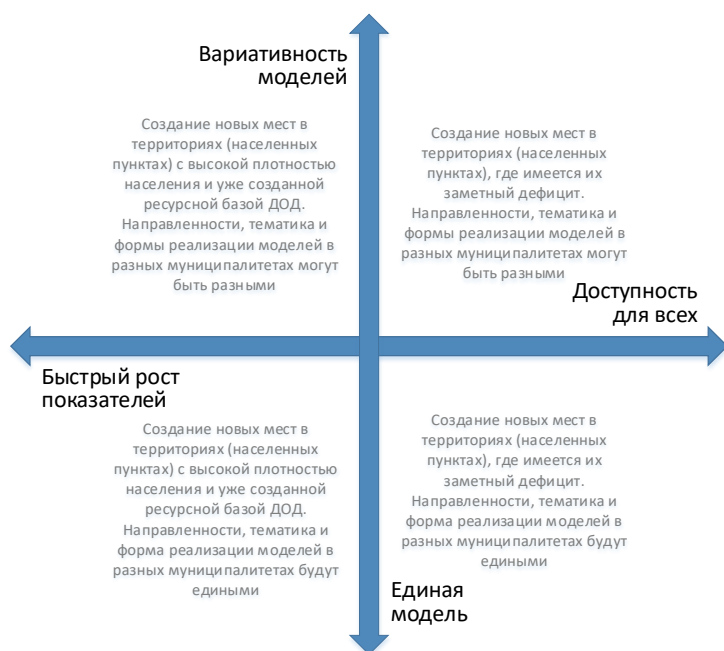 Вариативность
моделей
Создание новых мест в
территориях (населенных
пунктах) с высокой плотностью
населения и уже созданной
ресурсной базой ДОД.
Направленности, тематика и
формы реализации моделей в
разных муниципалитетах могут
быть разными
Создание новых мест в
территориях (населенных
пунктах), где имеется их
заметный дефицит.
Направленности, тематика и
формы реализации моделей в
разных муниципалитетах могут
быть разными
Доступность
для всех
Быстрый рост
показателей
Создание новых мест в
территориях (населенных
пунктах) с высокой плотностью
населения и уже созданной
ресурсной базой ДОД.
Направленности, тематика и
форма реализации моделей в
разных муниципалитетах будут
едиными
Создание новых мест в
территориях (населенных
пунктах), где имеется их
заметный дефицит.
Направленности, тематика и
форма реализации моделей в
разных муниципалитетах будут
едиными
Единая
модель